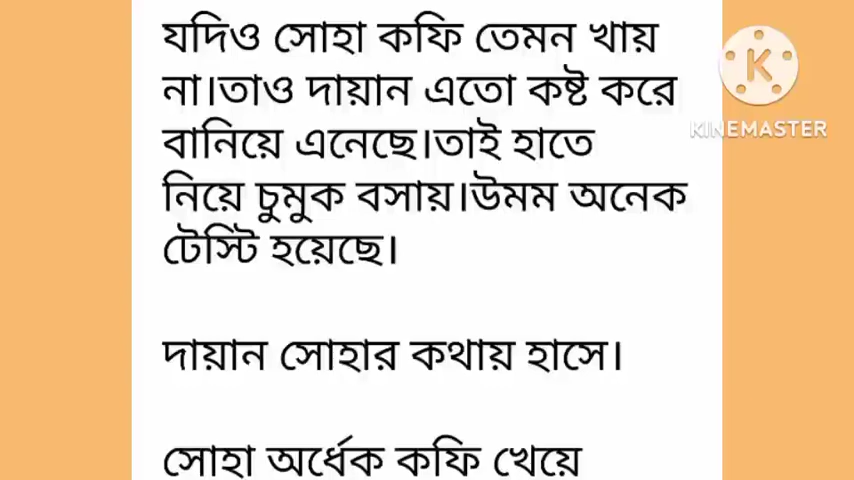 যদিও সোহা কফি তেমন খায়
না।তাও দায়ান এতো কষ্ট করে
বানিয়ে এনেছে।তাই হাতে
নিয়ে চুমুক বসায়।উমম অনেক
টেস্টি হয়েছে।
দায়ান সোহার কথায় হাসে।
সোহা অর্ধেক কফি খেয়ে
K
KINEMASTER